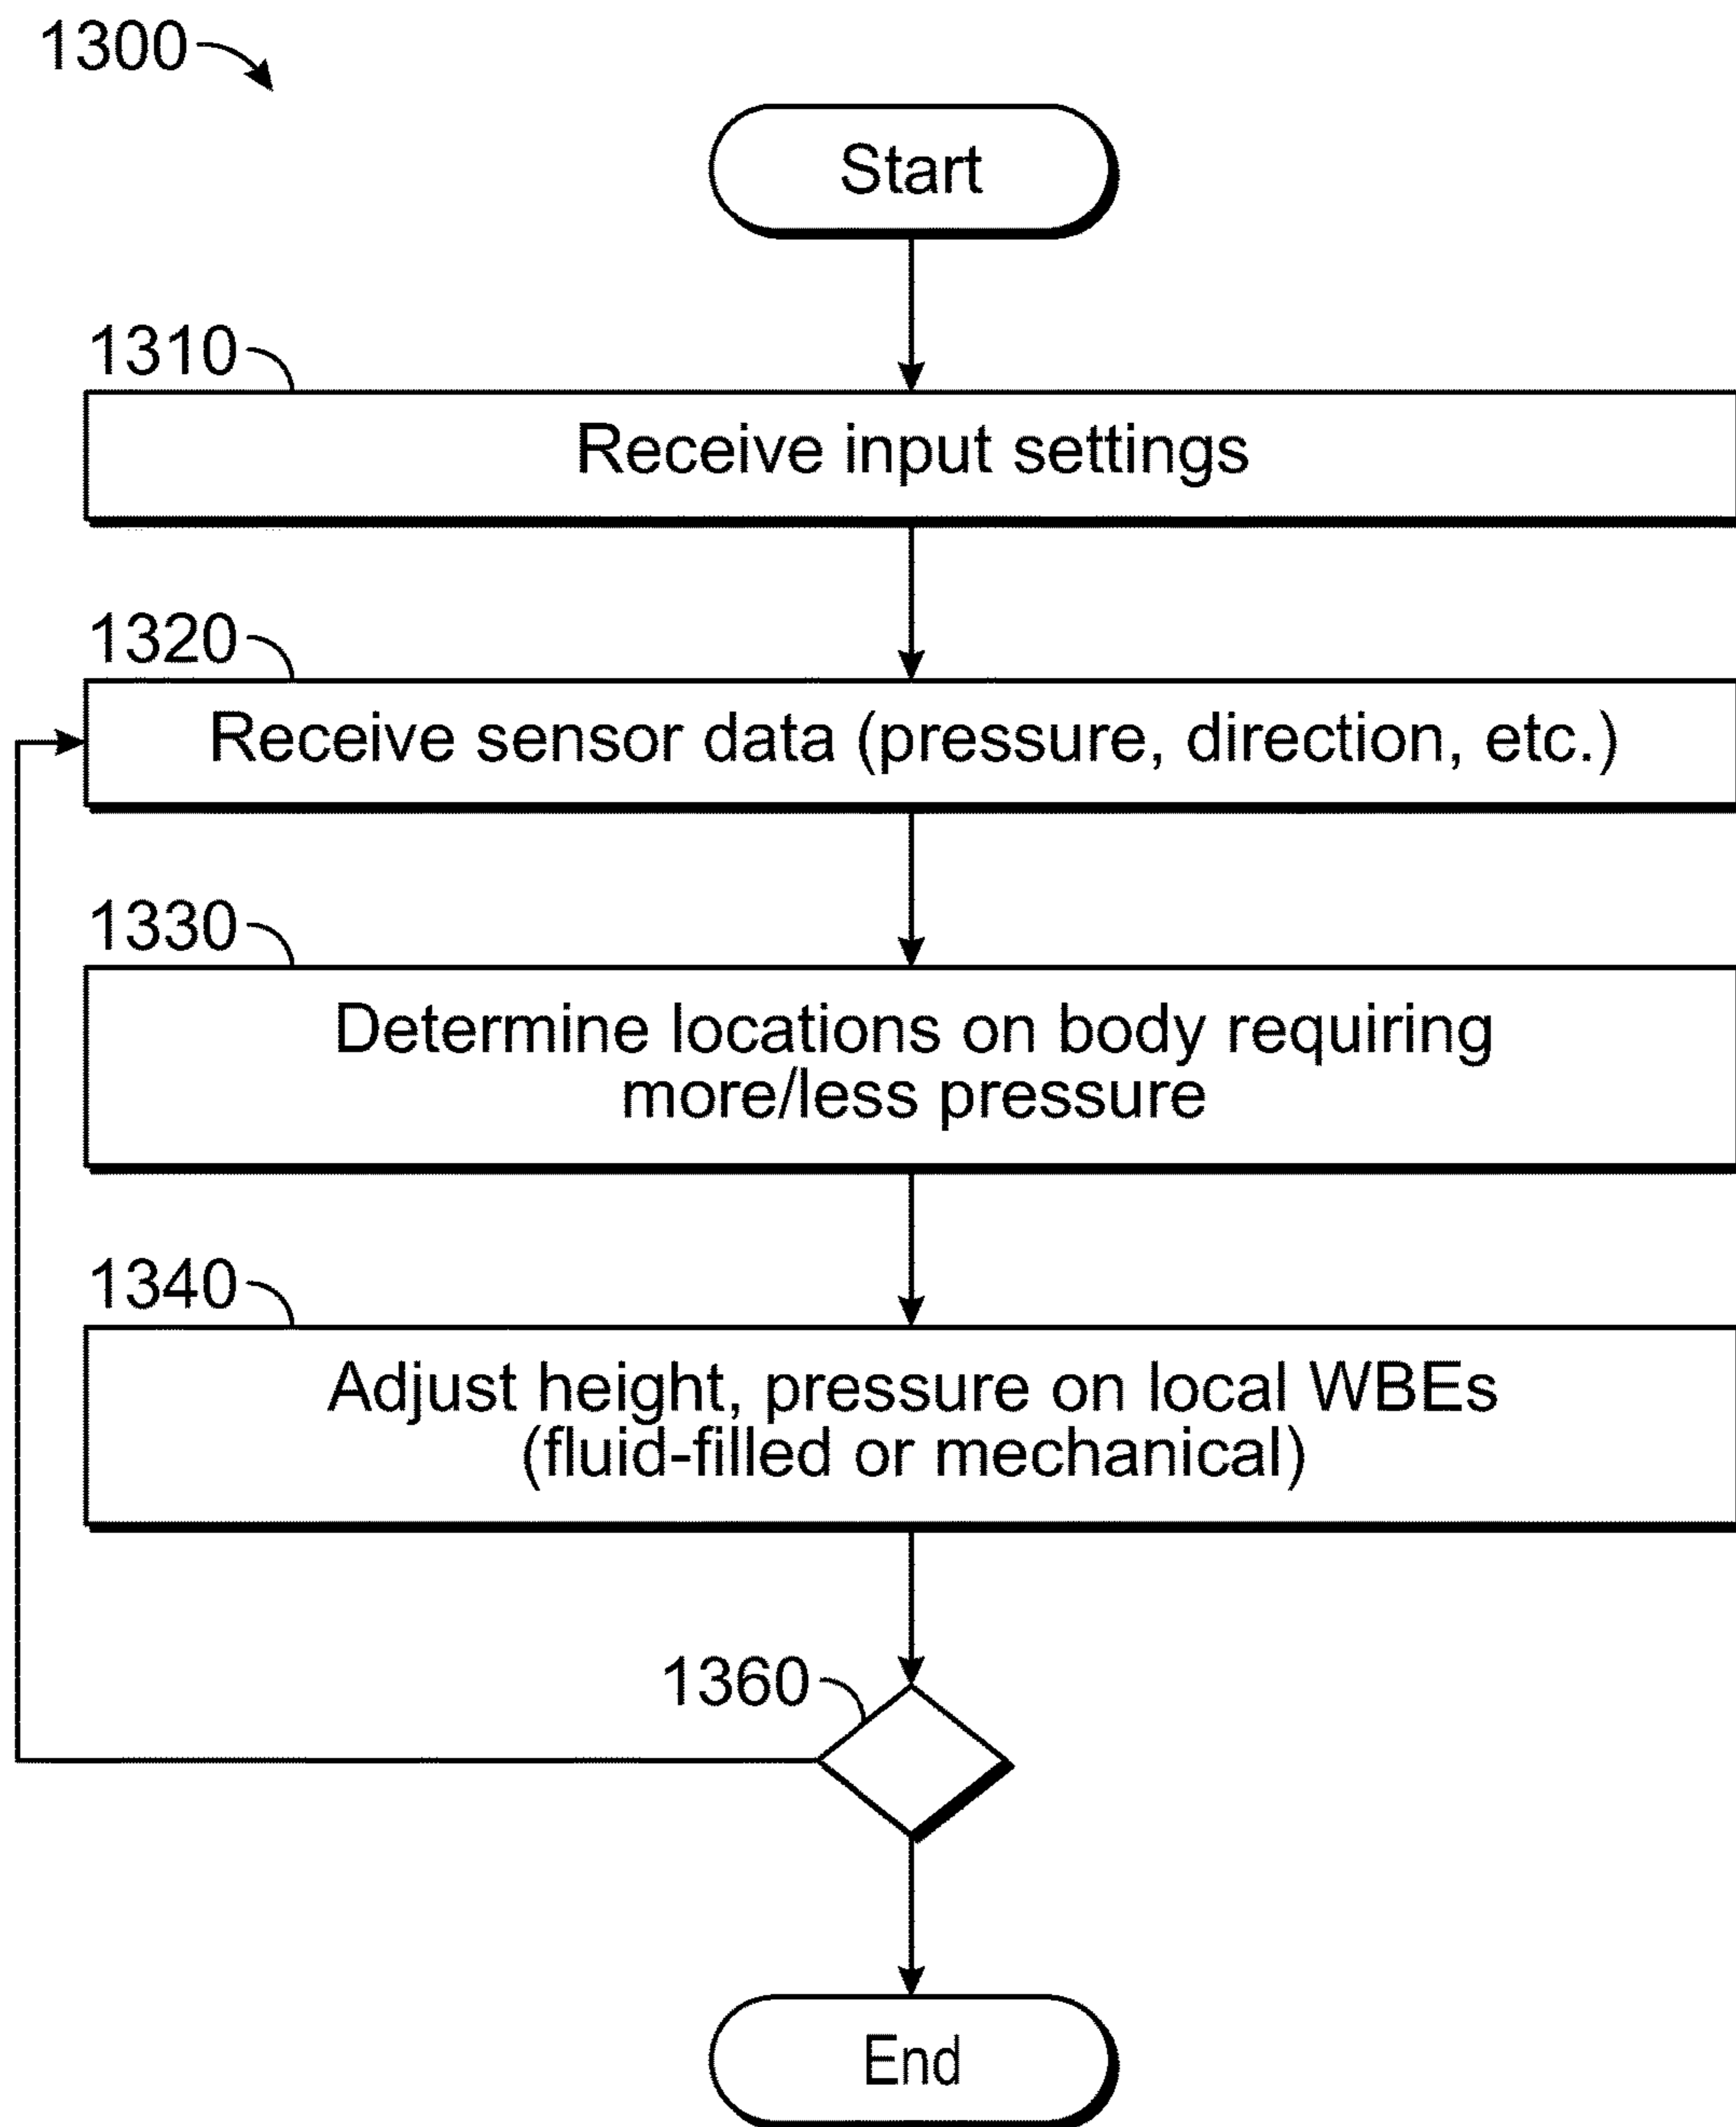 1300
Start
1310
Receive input settings
1320
Receive sensor data (pressure, direction, etc.)
1330
Determine locations on body requiring
more/less pressure
1340
Adjust height, pressure on local WBEs
(fluid-filled or mechanical)
1360
End